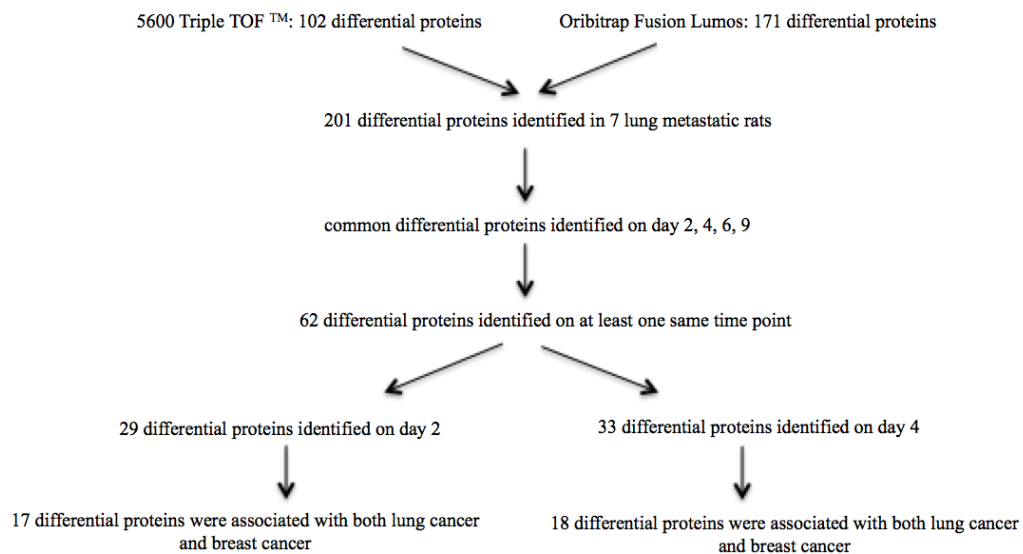 5600 Triple TOF ™: 102 differential proteins
Oribitrap Fusion Lumos: 171 differential proteins
201 differential proteins identified in 7 lung metastatic rats
common differential proteins identified on day 2, 4, 6, 9
62 differential proteins identified on at least one same time point
29 differential proteins identified on day 2
33 differential proteins identified on day 4
17 differential proteins were associated with both lung cancer
and breast cancer
18 differential proteins were associated with both lung cancer
and breast cancer